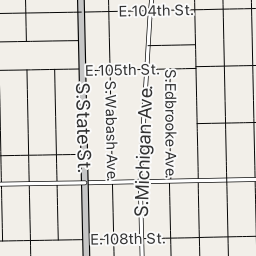 E. 104th St.
E. 105th St.
S. State St.
S. Wabash Ave.
S. Michigan Ave.
S. Edbrooke Ave.
E. 108th St.